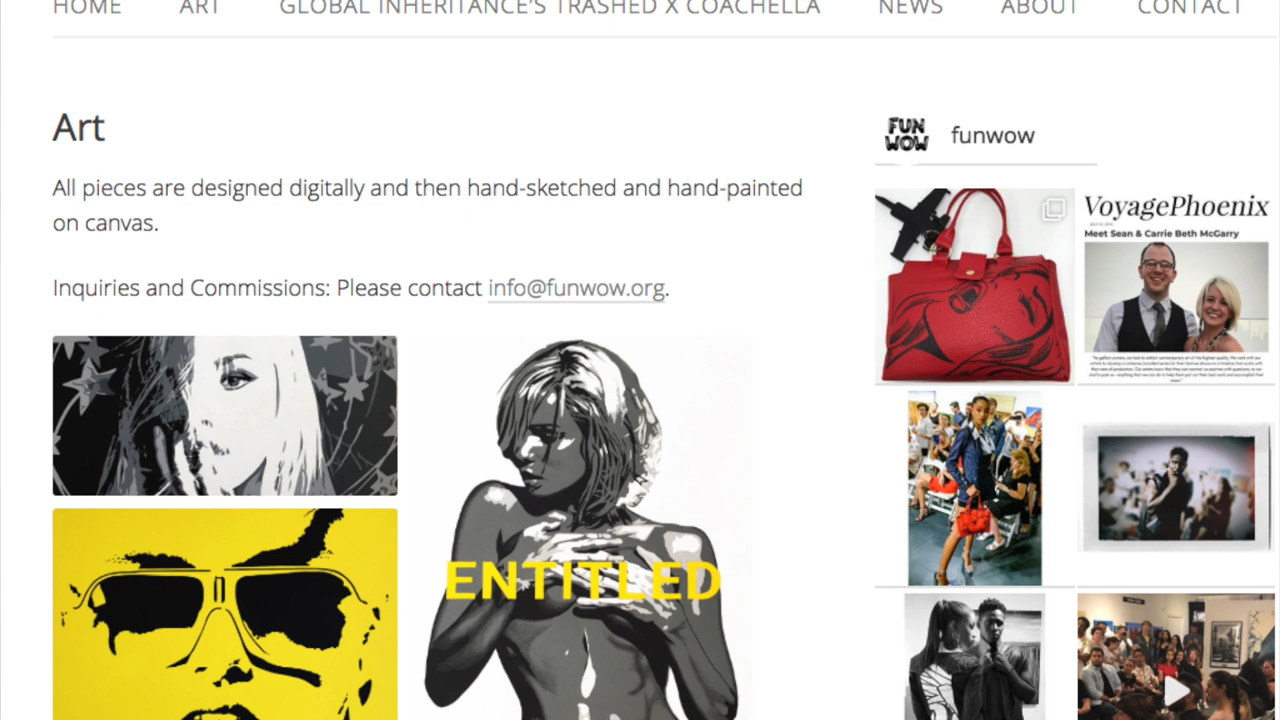 HOME ART GLOBAL INHERITANCE'S TRASHED X COACHELLA NEWS ABOUT CONTACT
Art
All pieces are designed digitally and then hand-sketched and hand-painted
on canvas.
Inquiries and Commissions: Please contact info@funwow.org.
ENTITLED
FUN
WOW
funwow
VoyagePhoenix
Meet Sean & Carrie Beth McGarry